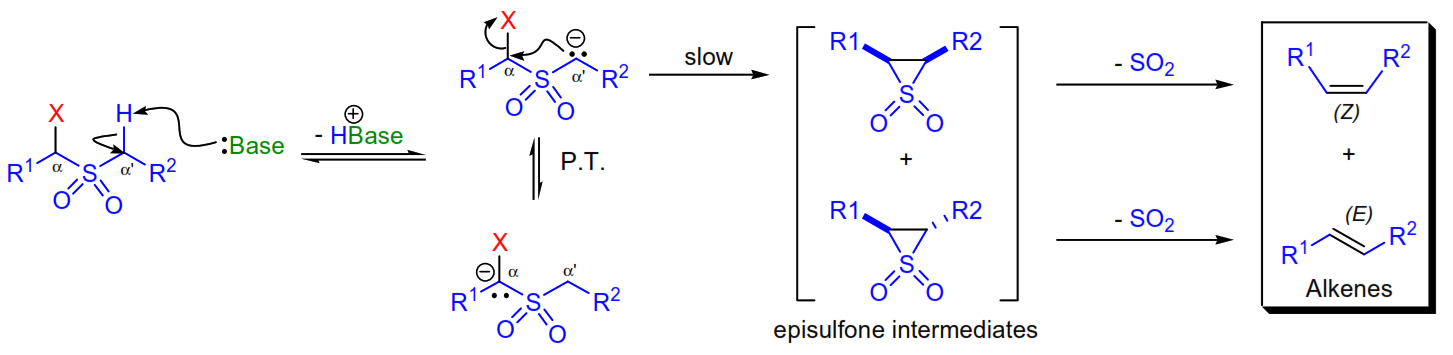 X
H
R¹
α
S
α'
R²
O
O
:Base
⊕
- HBase
X
⊖
R¹
α
S
α'
R²
O
O
P.T.
X
⊖
α
α'
R¹
S
R²
O
O
slow
R1
R2
S
O
O
+
R1
R2
S
O
O
episulfone intermediates
- SO₂
- SO₂
R¹
R²
(Z)
+
(E)
R¹
R²
Alkenes